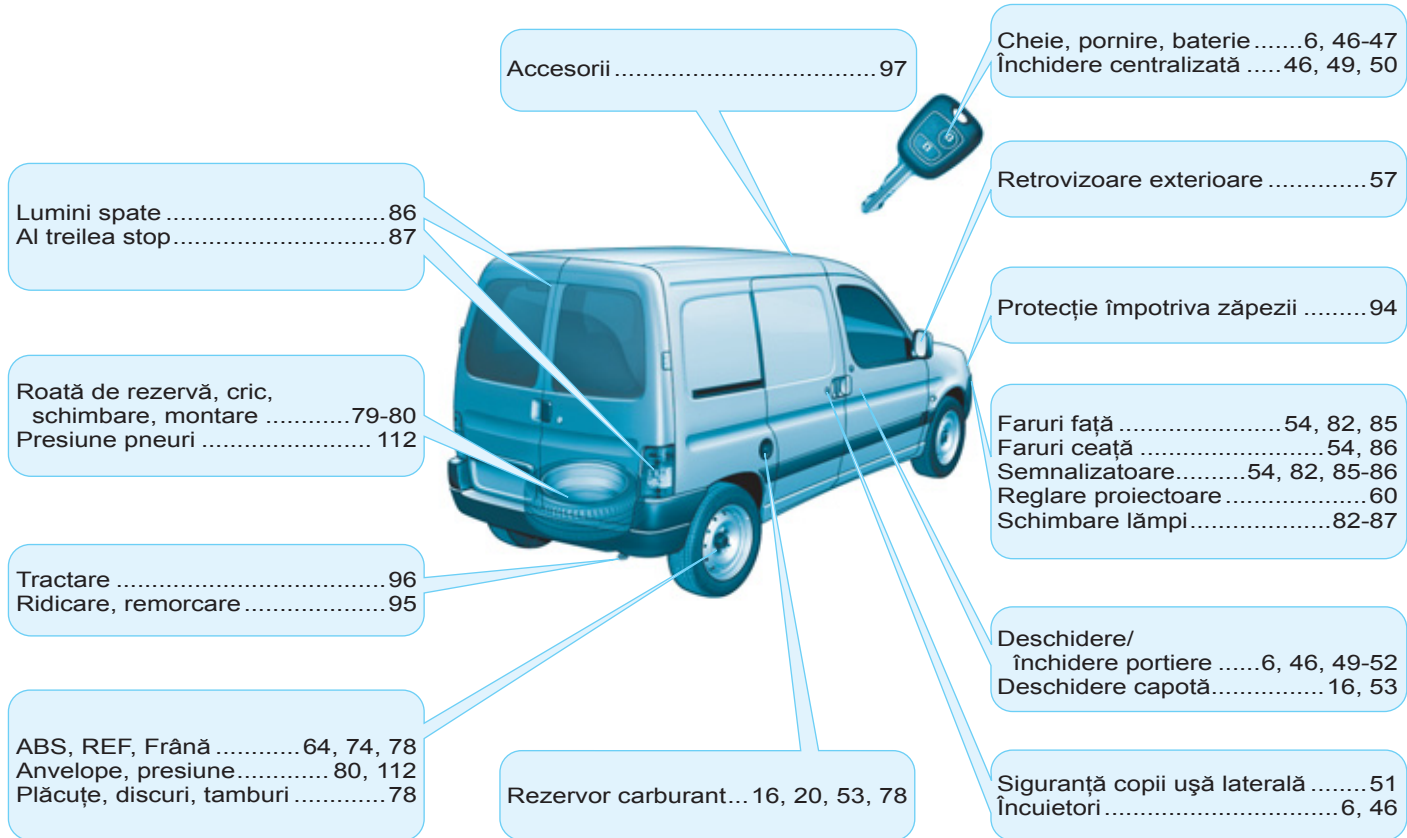 Accesorii.....................................97
Cheie, pornire, baterie.......6, 46-47
Închidere centralizată .....46, 49, 50
Retrovizoare exterioare ..............57
Lumini spate ...............................86
Al treilea stop..............................87
Protecție împotriva zăpezii .........94
Roată de rezervă, cric,
schimbare, montare ............79-80
Presiune pneuri ........................112
Faruri față .......................54, 82, 85
Faruri ceață ...........................54, 86
Semnalizatoare..........54, 82, 85-86
Reglare proiectoare....................60
Schimbare lămpi....................82-87
Tractare ......................................96
Ridicare, remorcare....................95
Deschidere/
închidere portiere ......6, 46, 49-52
Deschidere capotă................16, 53
ABS, REF, Frână ............64, 74, 78
Anvelope, presiune.............80, 112
Plăcuțe, discuri, tamburi .............78
Rezervor carburant...16, 20, 53, 78
Siguranță copii uşă laterală ........51
Încuietori.................................6, 46